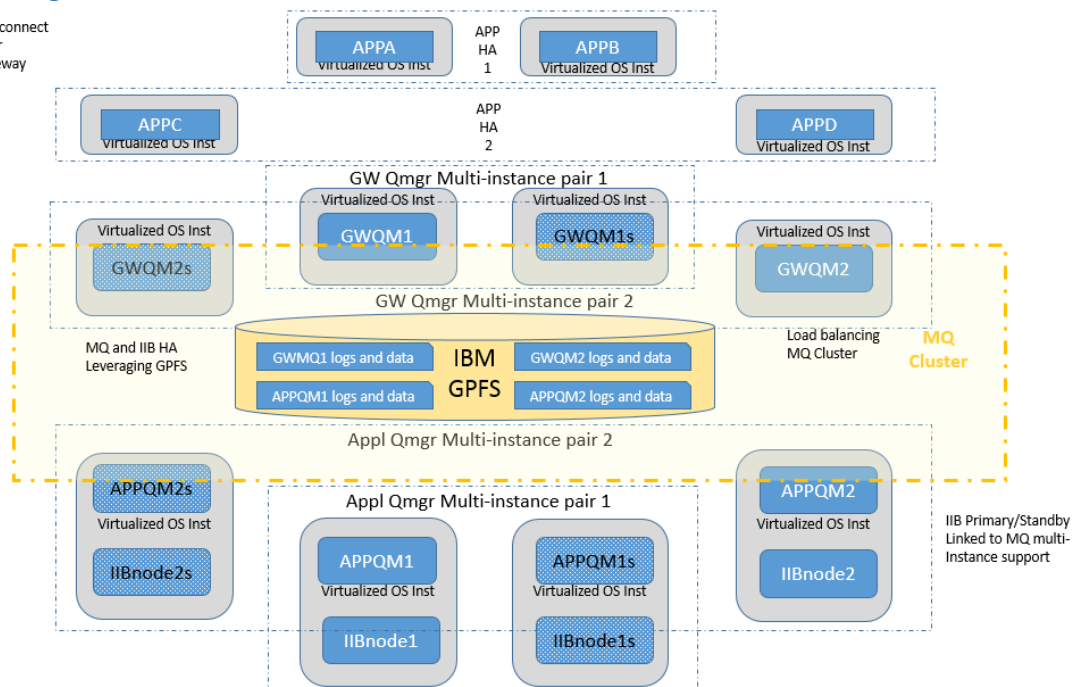 connect
eway
APPA
Virtualized OS Inst
APP
HA
1
APPB
Virtualized OS Inst
APPC
Virtualized OS Inst
APP
HA
2
APPD
Virtualized OS Inst
GW Qmgr Multi-instance pair 1
Virtualized OS Inst
GWQM1
Virtualized OS Inst
GWQM1s
Virtualized OS Inst
GWQM2s
Virtualized OS Inst
GWQM2
GW Qmgr Multi-instance pair 2
MQ and IIB HA
Leveraging GPFS
GWMQ1 logs and data
APPQM1 logs and data
IBM
GPFS
GWQM2 logs and data
APPQM2 logs and data
Load balancing
MQ Cluster
MQ
Cluster
Appl Qmgr Multi-instance pair 2
APPQM2s
Virtualized OS Inst
IIBnode2s
Appl Qmgr Multi-instance pair 1
APPQM1
Virtualized OS Inst
IIBnode1
APPQM1s
Virtualized OS Inst
IIBnode1s
APPQM2
Virtualized OS Inst
IIBnode2
IIB Primary/Standby
Linked to MQ multi-
Instance support